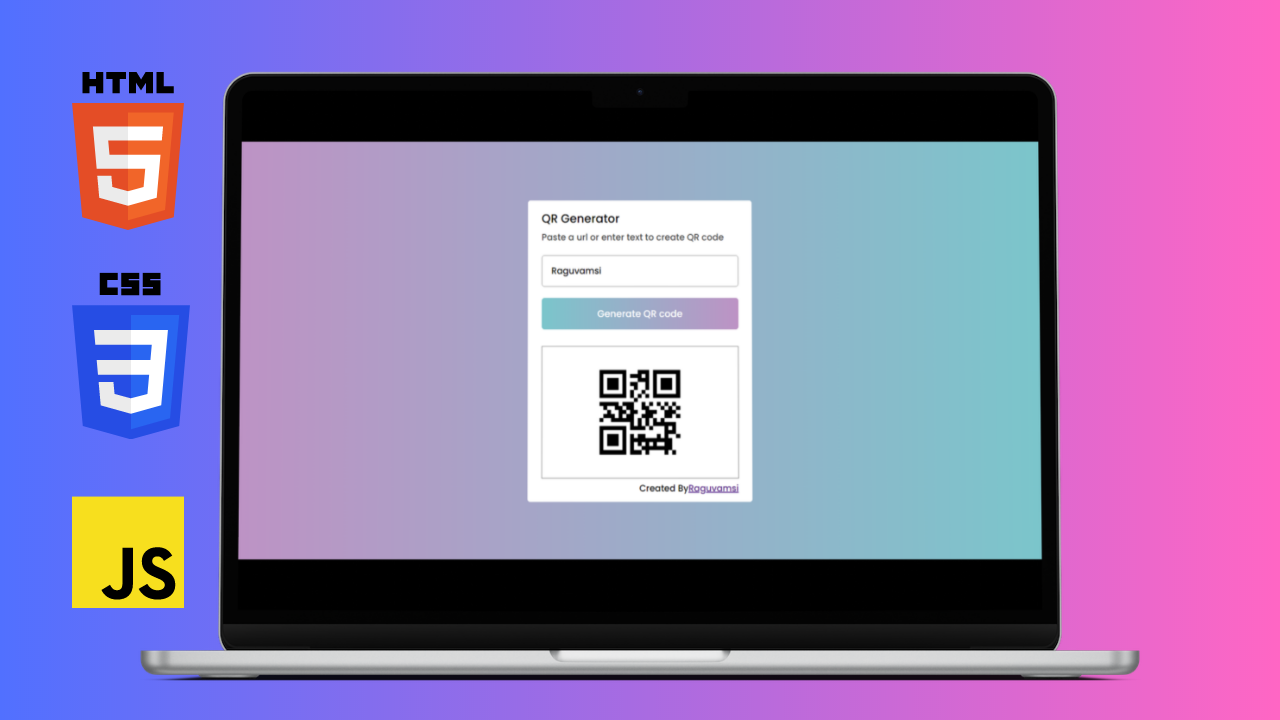 HTML
5
CSS
3
JS
QR Generator
Paste a url or enter text to create QR code
Raguvamsi
Generate QR code
Created ByRaguvamsi